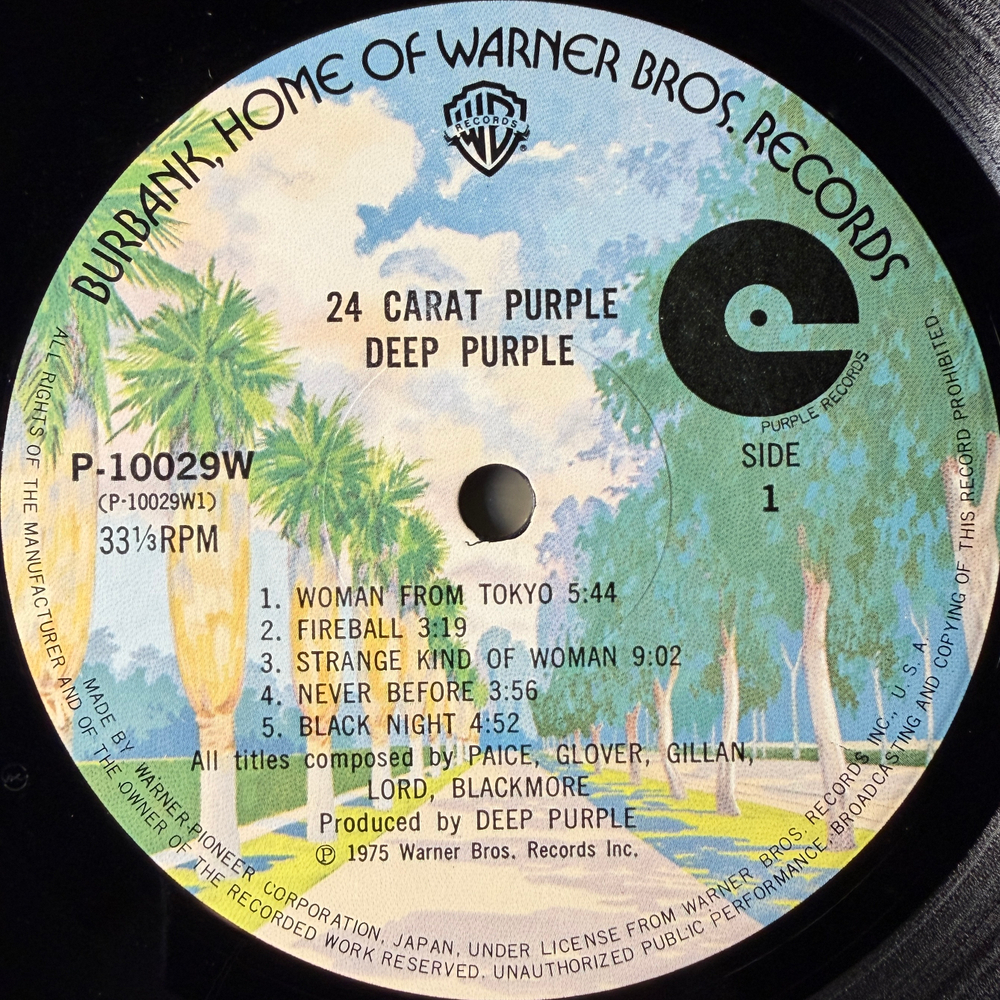 BURBANK, HOME OF WARNER BROS. RECORDS
WB
RECORDS
®
24 CARAT PURPLE
DEEP PURPLE
PURPLE RECORDS
P-10029W
(P-10029W1)
33⅓RPM
SIDE
1
1. WOMAN FROM TOKYO 5:44
2. FIREBALL 3:19
3. STRANGE KIND OF WOMAN 9:02
4. NEVER BEFORE 3:56
5. BLACK NIGHT 4:52
All titles composed by PAICE, GLOVER, GILLAN,
LORD, BLACKMORE
Produced by DEEP PURPLE
℗ 1975 Warner Bros. Records Inc.
MADE BY WARNER-PIONEER CORPORATION, JAPAN, UNDER LICENSE FROM WARNER BROS. RECORDS INC., U. S. A.
ALL RIGHTS OF THE MANUFACTURER AND OF THE OWNER OF THE RECORDED WORK RESERVED. UNAUTHORIZED PUBLIC PERFORMANCE, BROADCASTING AND COPYING OF THIS RECORD PROHIBITED